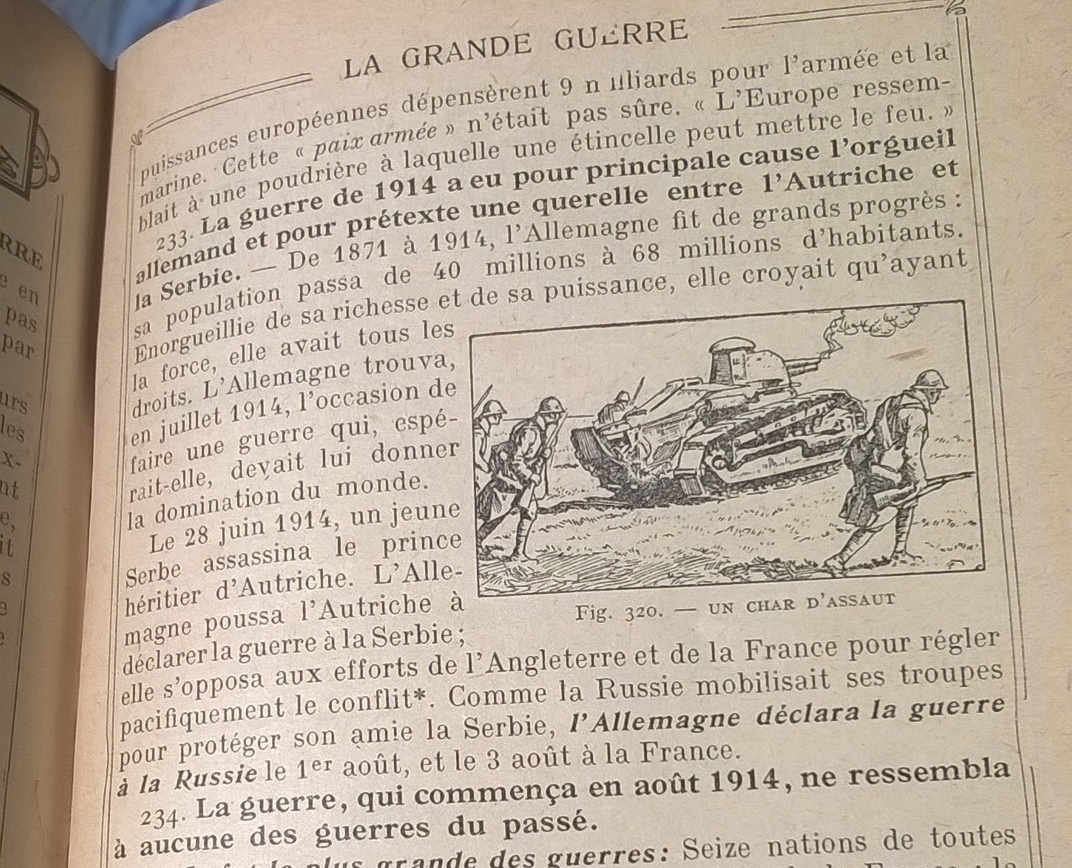 LA GRANDE GUERRE
puissances européennes dépensèrent 9 milliards pour l'armée et la
marine. Cette « paix armée » n'était pas sûre. « L'Europe ressem-
blait à une poudrière à laquelle une étincelle peut mettre le feu. »
233. La guerre de 1914 a eu pour principale cause l'orgueil
allemand et pour prétexte une querelle entre l'Autriche et
la Serbie. — De 1871 à 1914, l'Allemagne fit de grands progrès :
sa population passa de 40 millions à 68 millions d'habitants.
Enorgueillie de sa richesse et de sa puissance, elle croyait qu'ayant
la force, elle avait tous les
droits. L'Allemagne trouva,
en juillet 1914, l'occasion de
faire une guerre qui, espé-
rait-elle, devait lui donner
la domination du monde.
Le 28 juin 1914, un jeune
Serbe assassina le prince
héritier d'Autriche. L'Alle-
magne poussa l'Autriche à
déclarer la guerre à la Serbie ;
Fig. 320. — UN CHAR D'ASSAUT
elle s'opposa aux efforts de l'Angleterre et de la France pour régler
pacifiquement le conflit*. Comme la Russie mobilisait ses troupes
pour protéger son amie la Serbie, l'Allemagne déclara la guerre
à la Russie le 1er août, et le 3 août à la France.
234. La guerre, qui commença en août 1914, ne ressembla
à aucune des guerres du passé.
plus grande des guerres : Seize nations de toutes
RRE
en
pas
par
urs
les